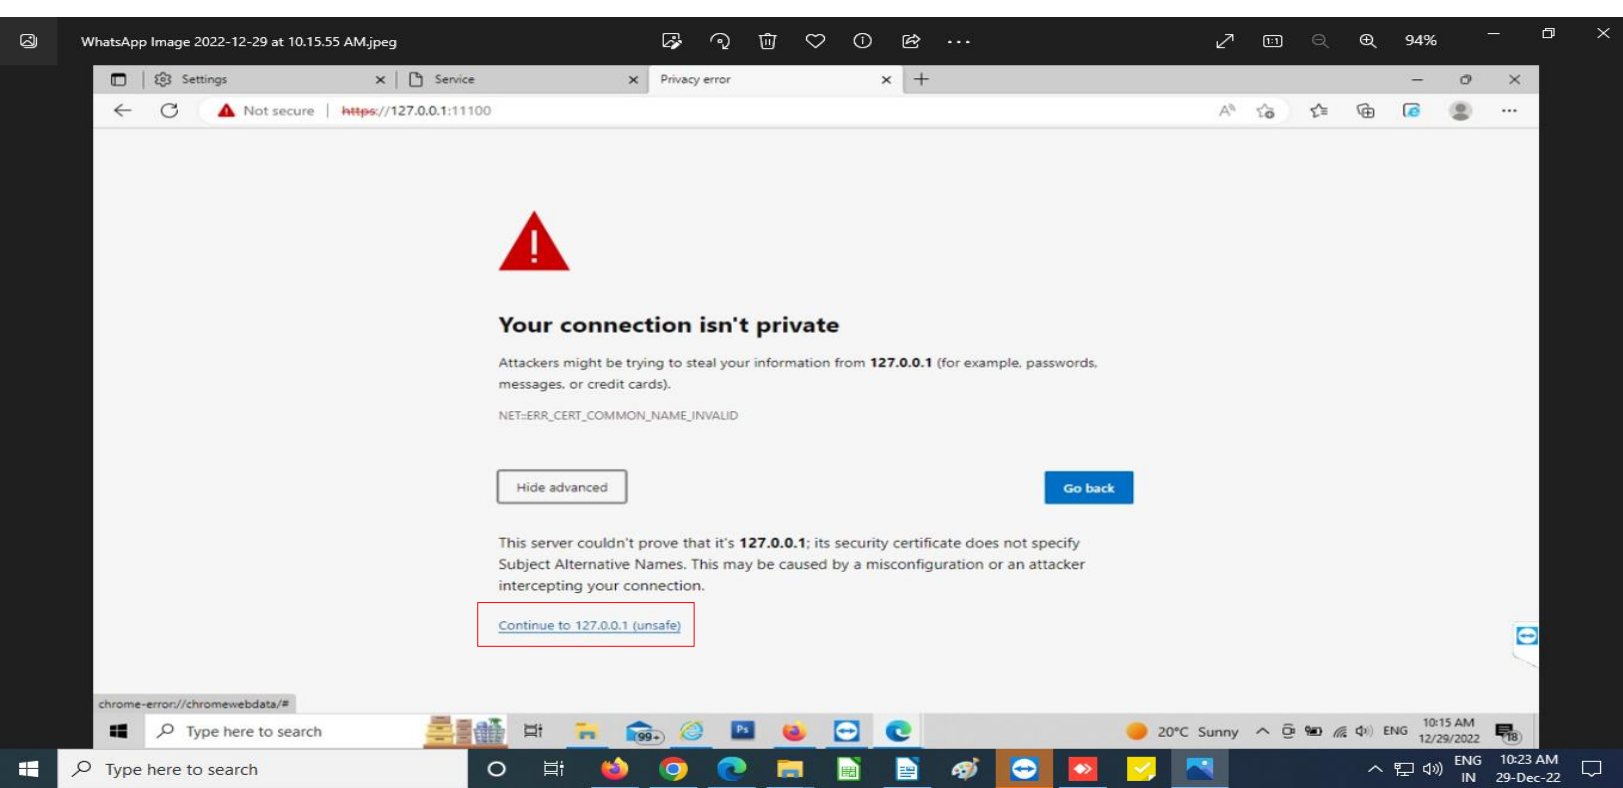 WhatsApp Image 2022-12-29 at 10.15.55 AM.jpeg
94%
Settings
Service
Privacy error
Not secure
https://127.0.0.1:11100
Your connection isn't private
Attackers might be trying to steal your information from 127.0.0.1 (for example, passwords,
messages, or credit cards).
NET::ERR_CERT_COMMON_NAME_INVALID
Hide advanced
Go back
This server couldn't prove that it's 127.0.0.1; its security certificate does not specify
Subject Alternative Names. This may be caused by a misconfiguration or an attacker
intercepting your connection.
Continue to 127.0.0.1 (unsafe)
chrome-error://chromewebdata/#
Type here to search
99+
Ps
20°C Sunny
ENG
10:15 AM
12/29/2022
18
Type here to search
ENG
IN
10:23 AM
29-Dec-22